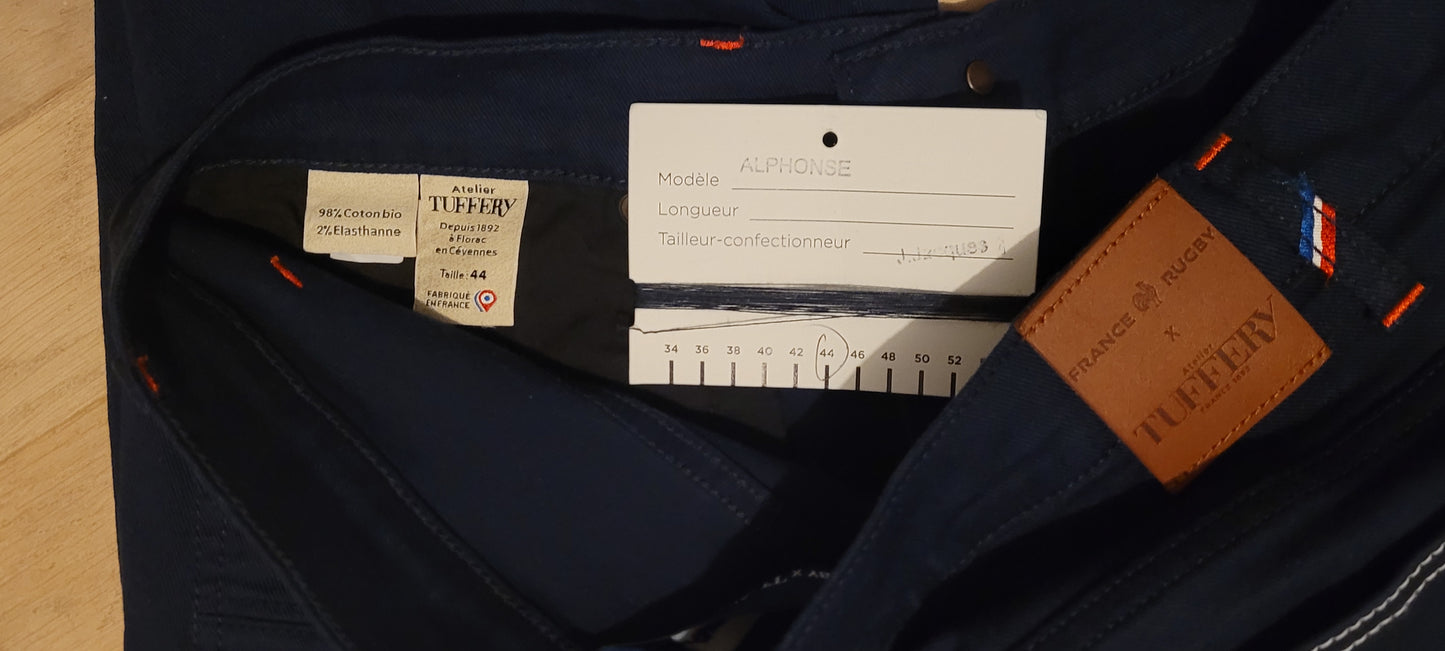 98% Coton bio
2% Elasthanne
Atelier
TUFFERY
Depuis 1892
à Florac
en Cévennes
Taille : 44
FABRIQUÉ
EN FRANCE
Modèle ALPHONSE
Longueur
Tailleur-confectionneur J.Jacques
34 36 38 40 42 44 46 48 50 52
FRANCE RUGBY
X
Atelier
TUFFERY
FRANCE 1892